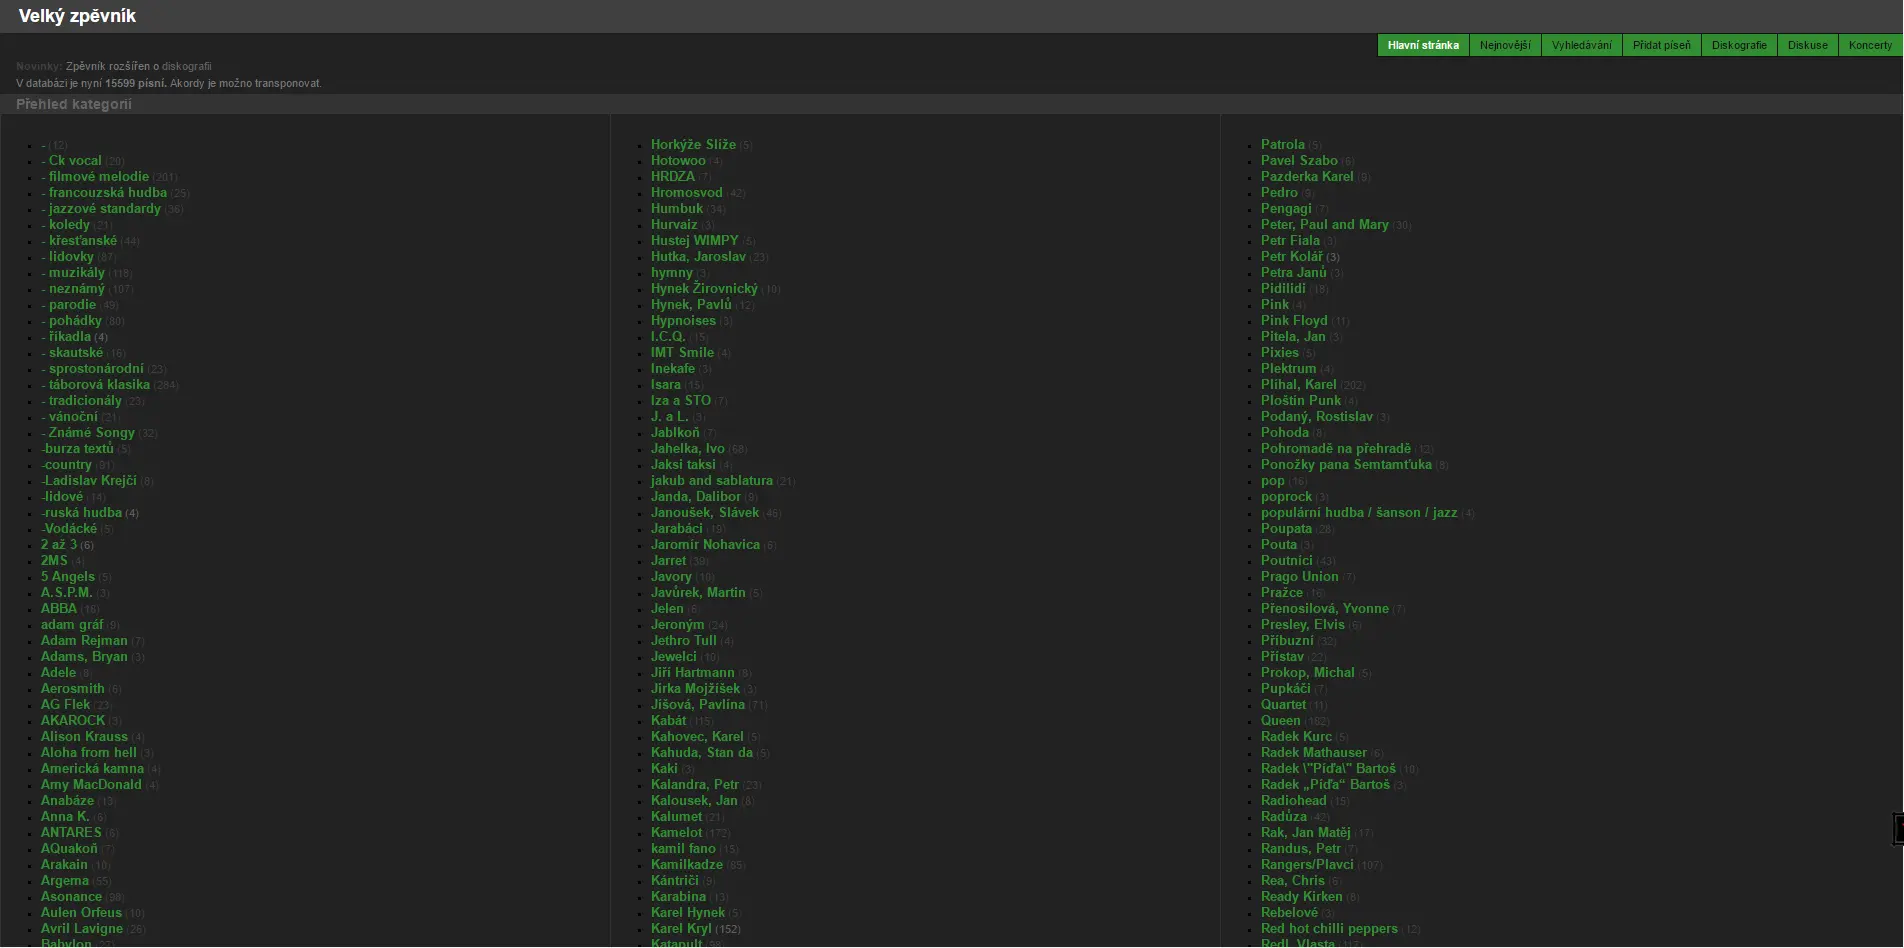 Velký zpěvník
Hlavní stránka Nejnovější Vyhledávání Přidat píseň Diskografie Diskuse Koncerty
Novinky: Zpěvník rozšířen o diskografii
V databázi je nyní 15599 písní. Akordy je možno transponovat.
Přehled kategorií
- (12)
- Ck vocal (20)
- filmové melodie (201)
- francouzská hudba (25)
- jazzové standardy (36)
- koledy (21)
- křesťanské (44)
- lidovky (87)
- muzikály (118)
- neznámý (107)
- parodie (49)
- pohádky (80)
- říkadla (4)
- skautské (16)
- sprostonárodní (23)
- táborová klasika (284)
- tradicionály (23)
- vánoční (21)
- Známé Songy (32)
-burza textů (5)
-country (31)
-Ladislav Krejčí (8)
-lidové (14)
-ruská hudba (4)
-Vodácké (5)
2 až 3 (6)
2MS (4)
5 Angels (5)
A.S.P.M. (3)
ABBA (16)
adam gráf (9)
Adam Rejman (7)
Adams, Bryan (3)
Adele (8)
Aerosmith (6)
AG Flek (23)
AKAROCK (3)
Alison Krauss (4)
Aloha from hell (3)
Americká kamna (4)
Amy MacDonald (4)
Anabáze (13)
Anna K. (6)
ANTARES (6)
AQuakoň (7)
Arakain (10)
Argema (55)
Asonance (98)
Aulen Orfeus (10)
Avril Lavigne (26)
Babylon
Horkýže Slíže (5)
Hotowoo (4)
HRDZA (7)
Hromosvod (42)
Humbuk (34)
Hurvaiz (3)
Hustej WIMPY (5)
Hutka, Jaroslav (23)
hymny (3)
Hynek Žirovnický (10)
Hynek, Pavlů (12)
Hypnoises (3)
I.C.Q. (15)
IMT Smile (4)
Inekafe (3)
Isara (15)
Iza a STO (7)
J. a L. (3)
Jablkoň (7)
Jahelka, Ivo (68)
Jaksi taksi (4)
jakub and sablatura (21)
Janda, Dalibor (9)
Janoušek, Slávek (46)
Jarabáci (19)
Jaromír Nohavica (6)
Jarret (39)
Javory (10)
Javůrek, Martin (5)
Jelen (6)
Jeroným (24)
Jethro Tull (4)
Jewelci (10)
Jiří Hartmann (8)
Jirka Mojžíšek (3)
Jišová, Pavlína (71)
Kabát (115)
Kahovec, Karel (5)
Kahuda, Stan da (5)
Kaki (3)
Kalandra, Petr (23)
Kalousek, Jan (8)
Kalumet (21)
Kamelot (172)
kamil fano (15)
Kamilkadze (85)
Kántrići (9)
Karabina (13)
Karel Hynek (5)
Karel Kryl (152)
Katapult
Patrola (5)
Pavel Szabo (6)
Pazderka Karel (9)
Pedro (9)
Pengagi (7)
Peter, Paul and Mary (30)
Petr Fiala (3)
Petr Kolář (3)
Petra Janů (3)
Pidilidi (18)
Pink (4)
Pink Floyd (11)
Pitela, Jan (3)
Pixies (5)
Plektrum (4)
Plíhal, Karel (202)
Ploštín Punk (4)
Podaný, Rostislav (3)
Pohoda (8)
Pohromadě na přehradě (12)
Ponožky pana Semtamťuka (8)
pop (16)
poprock (3)
populární hudba / šanson / jazz (4)
Poupata (28)
Pouta (3)
Poutníci (43)
Prago Union (7)
Pražce (16)
Přenosilová, Yvonne (7)
Presley, Elvis (6)
Příbuzní (32)
Přístav (22)
Prokop, Michal (5)
Pupkáči (7)
Quartet (11)
Queen (162)
Radek Kurc (5)
Radek Mathauser (6)
Radek \"Píďa\" Bartoš (10)
Radek „Píďa“ Bartoš (3)
Radiohead (15)
Radůza (42)
Rak, Jan Matěj (17)
Randus, Petr (7)
Rangers/Plavci (107)
Rea, Chris (6)
Ready Kirken (8)
Rebelové (3)
Red hot chilli peppers (12)
Redl, Vlasta